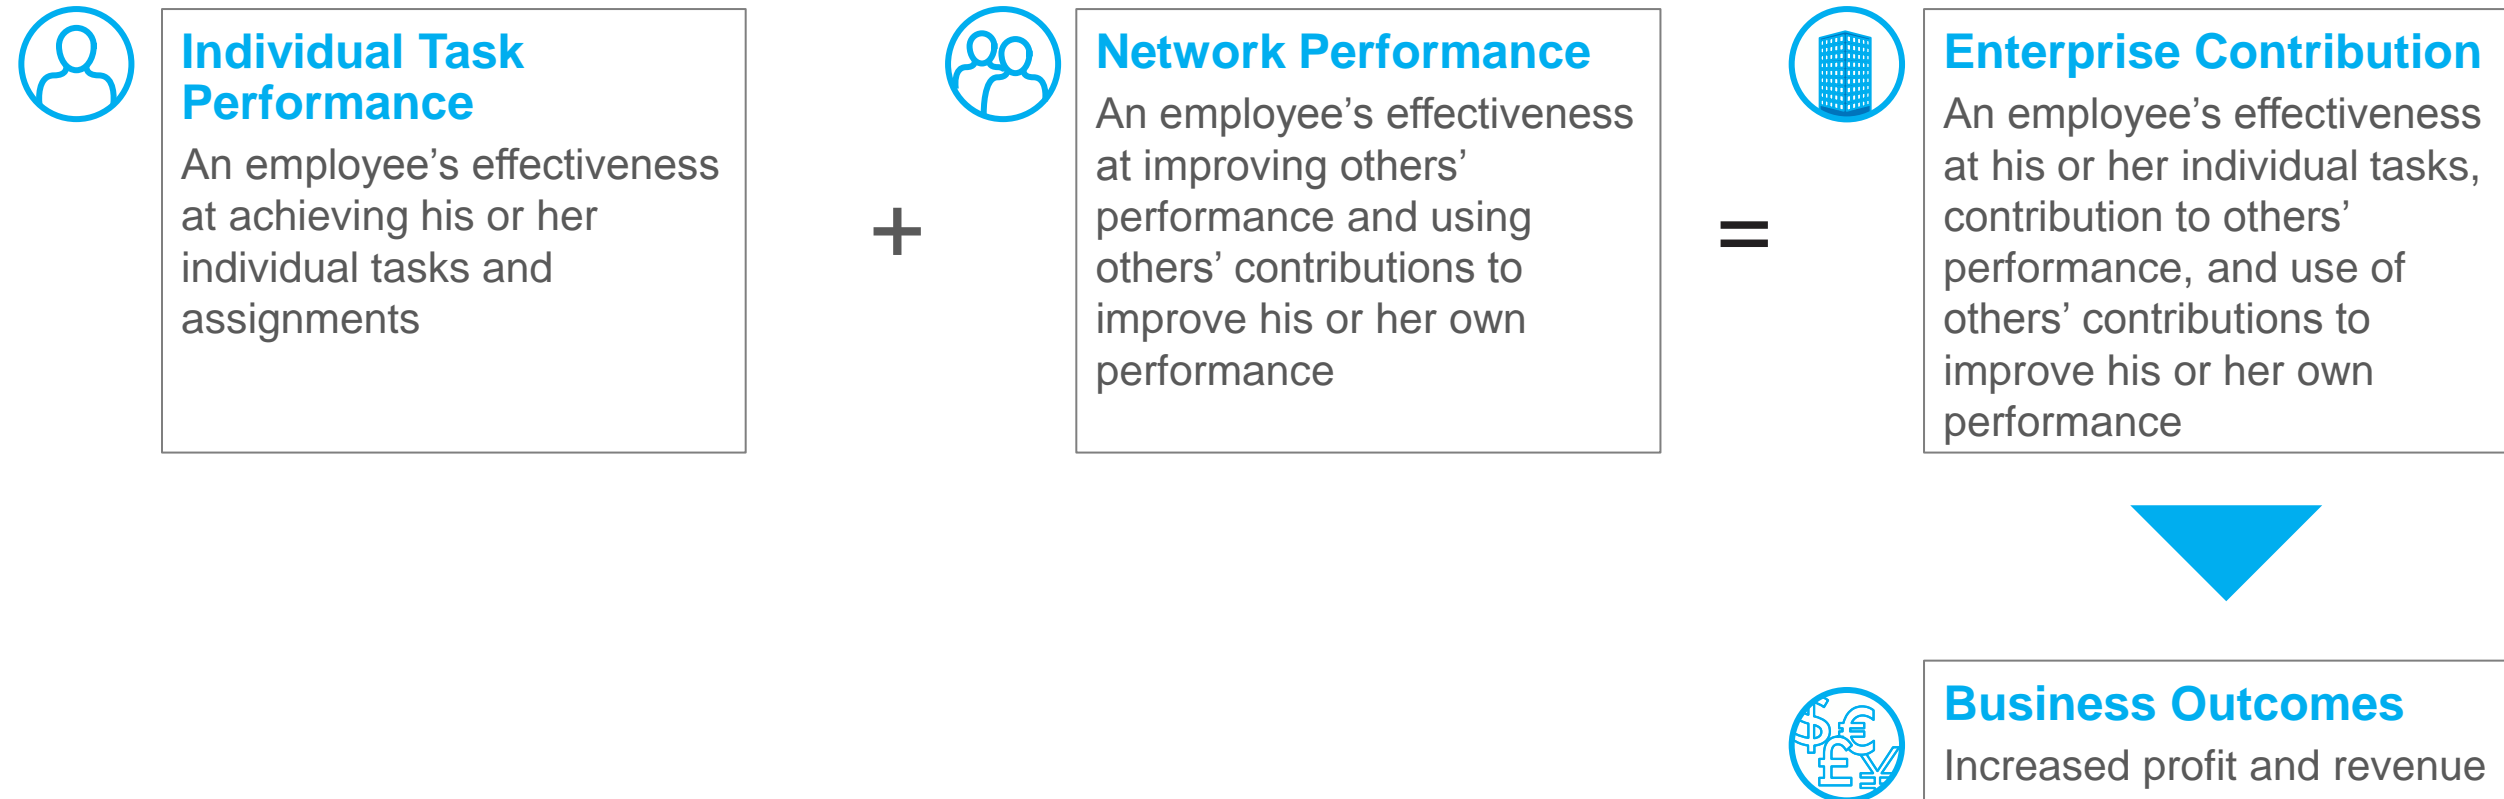 Individual Task
Performance
An employee’s effectiveness
at achieving his or her
individual tasks and
assignments
+
Network Performance
An employee’s effectiveness
at improving others’
performance and using
others’ contributions to
improve his or her own
performance
=
Enterprise Contribution
An employee’s effectiveness
at his or her individual tasks,
contribution to others’
performance, and use of
others’ contributions to
improve his or her own
performance
$ € £ ¥
Business Outcomes
Increased profit and revenue